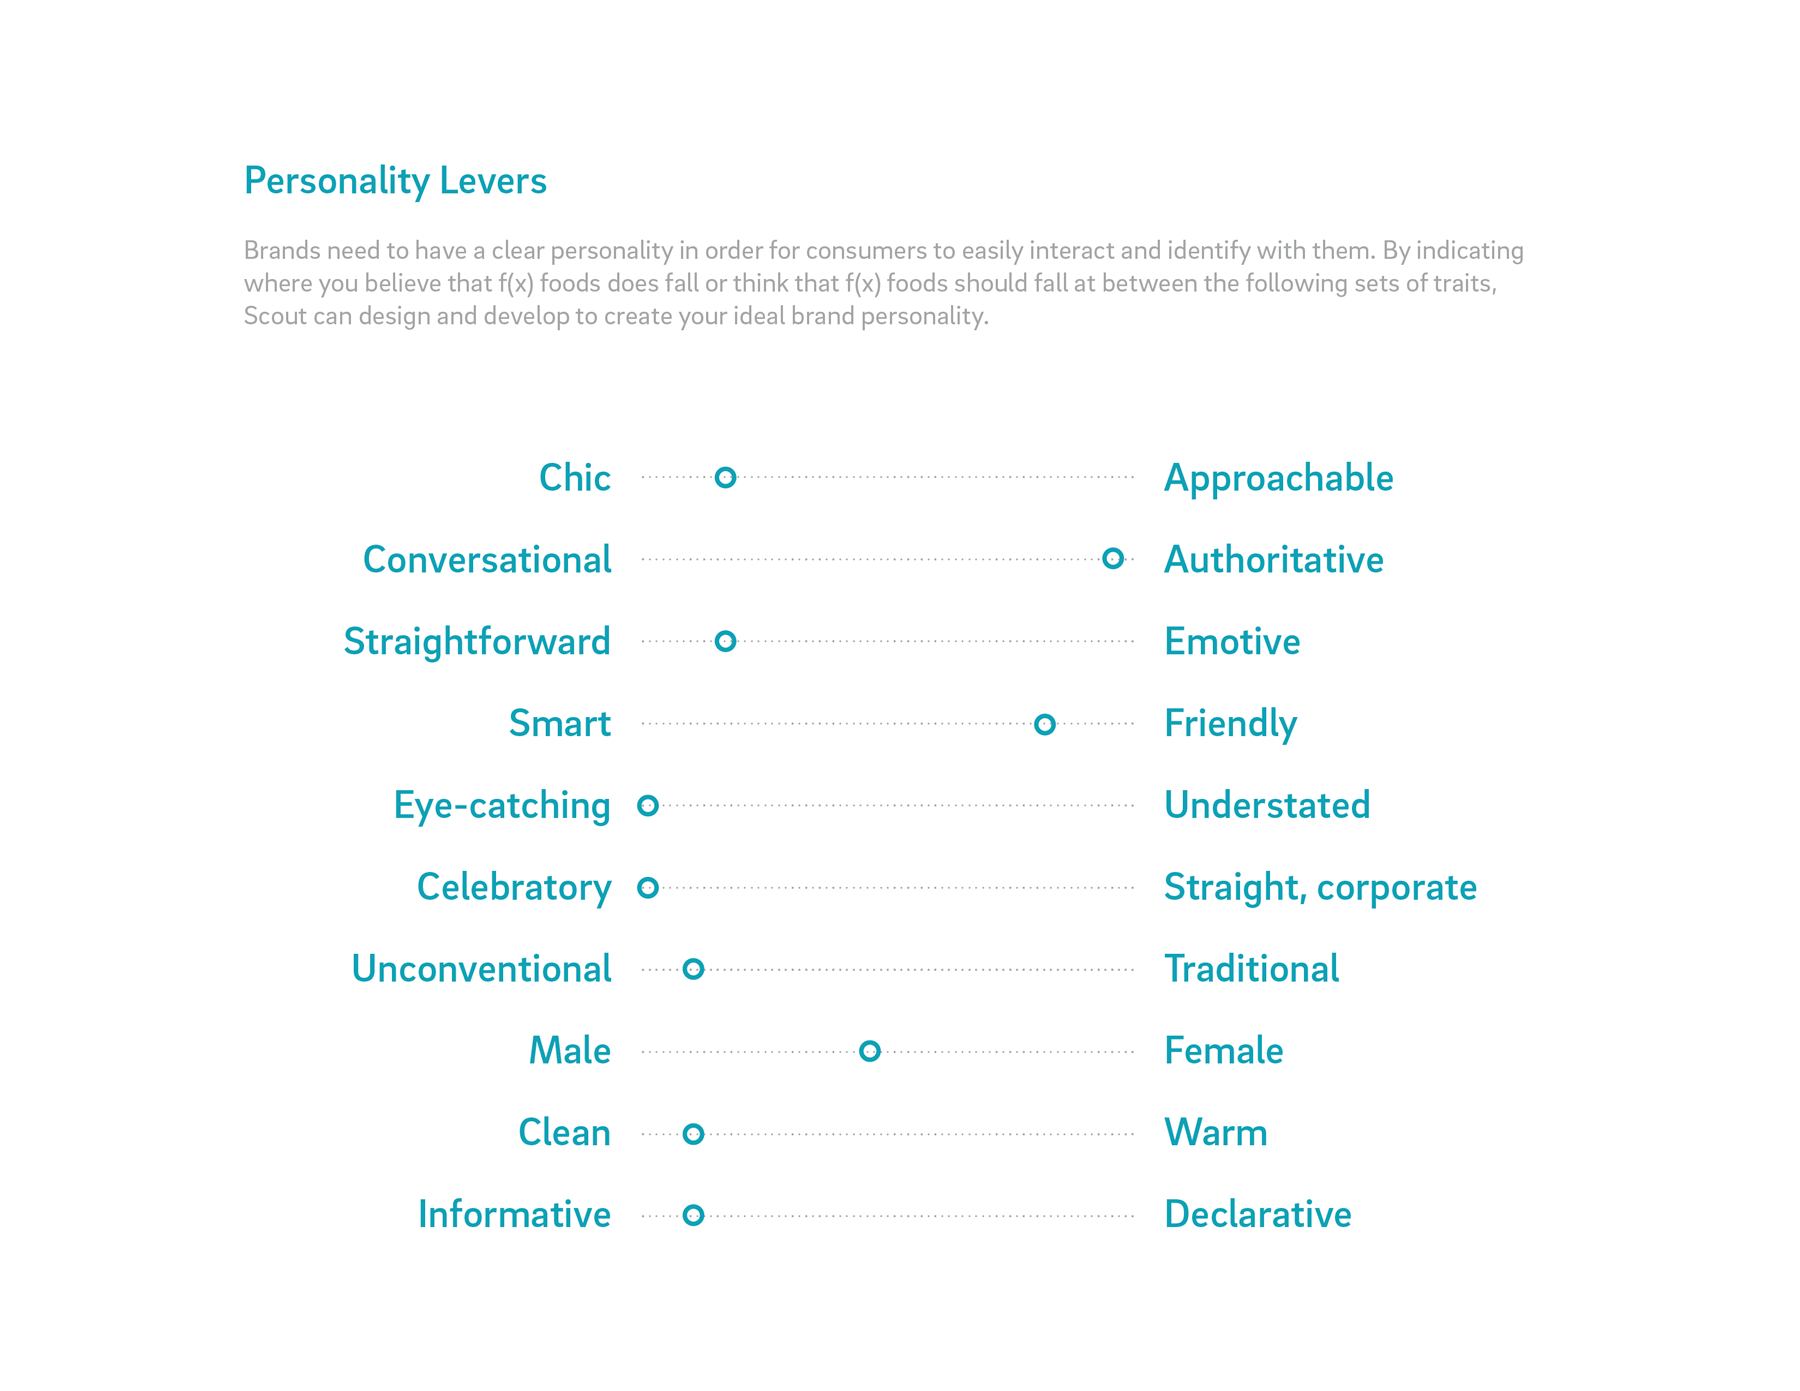 Personality Levers
Brands need to have a clear personality in order for consumers to easily interact and identify with them. By indicating
where you believe that f(x) foods does fall or think that f(x) foods should fall at between the following sets of traits,
Scout can design and develop to create your ideal brand personality.
Chic Approachable
Conversational Authoritative
Straightforward Emotive
Smart Friendly
Eye-catching Understated
Celebratory Straight, corporate
Unconventional Traditional
Male Female
Clean Warm
Informative Declarative